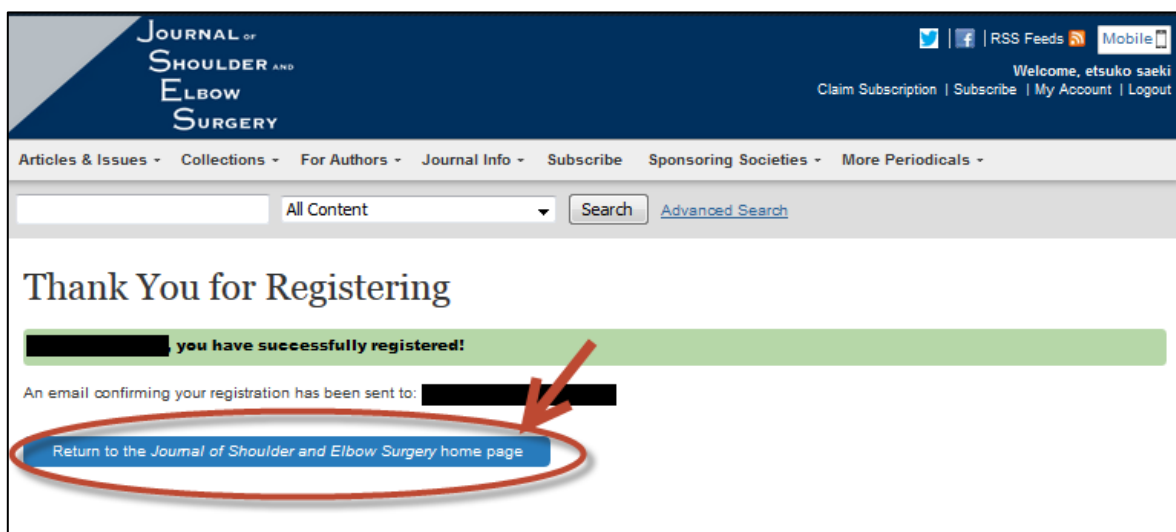 JOURNAL OF
SHOULDER AND
ELBOW
SURGERY
RSS Feeds Mobile
Welcome, etsuko saeki
Claim Subscription | Subscribe | My Account | Logout
Articles & Issues Collections For Authors Journal Info Subscribe Sponsoring Societies More Periodicals
All Content Search Advanced Search
Thank You for Registering
, you have successfully registered!
An email confirming your registration has been sent to:
Return to the Journal of Shoulder and Elbow Surgery home page